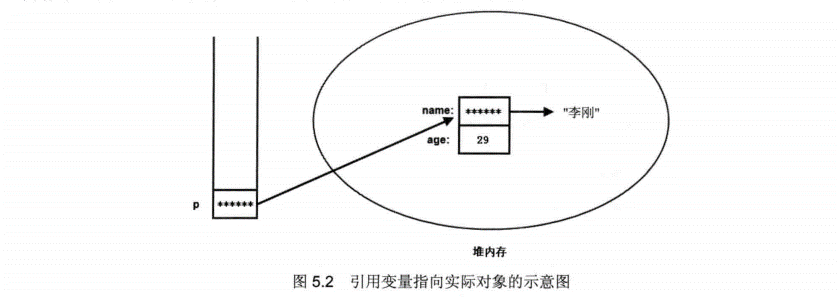 name: ****** "李刚"
age: 29
p ******
堆内存
图 5.2 引用变量指向实际对象的示意图